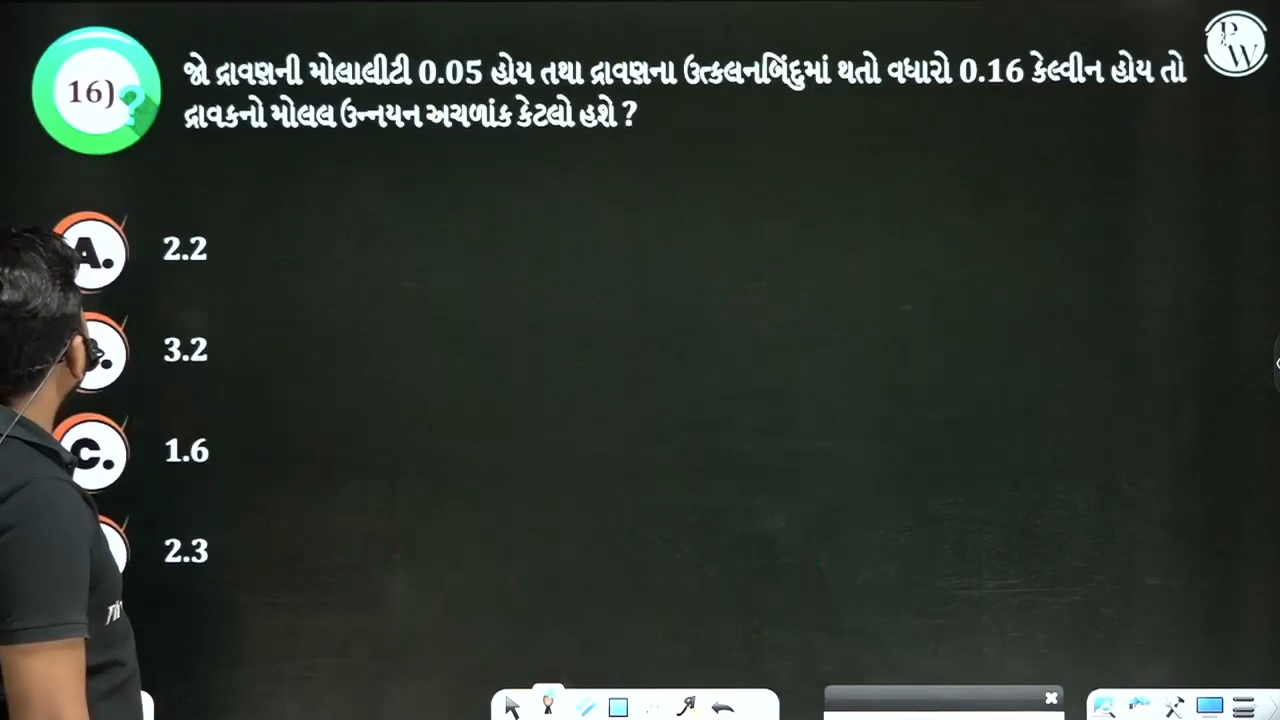 16)
જો દ્રાવણની મોલાલીટી 0.05 હોય તથા દ્રાવણના ઉત્કલનબિંદુમાં થતો વધારો 0.16 કેલ્વીન હોય તો
દ્રાવકનો મોલલ ઉન્નયન અચળાંક કેટલો હશે ?
PW
A. 2.2
3.2
C. 1.6
2.3